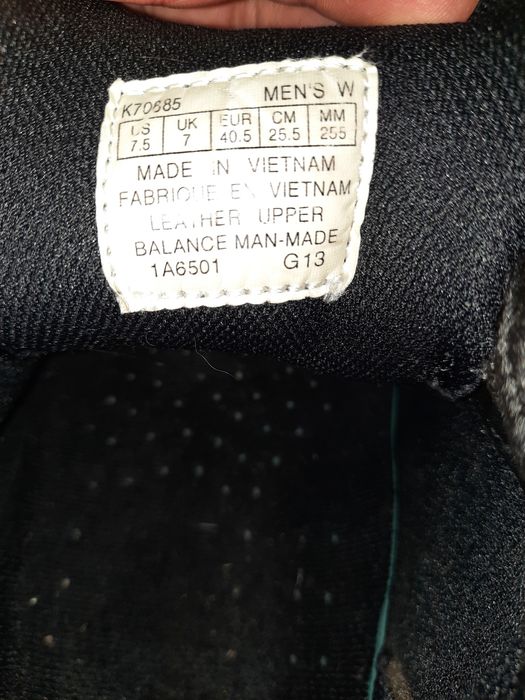 K70685 MEN'S W
US UK EUR CM MM
7.5 7 40.5 25.5 255
MADE IN VIETNAM
FABRIQUE EN VIETNAM
LEATHER UPPER
BALANCE MAN-MADE
1A6501 G13